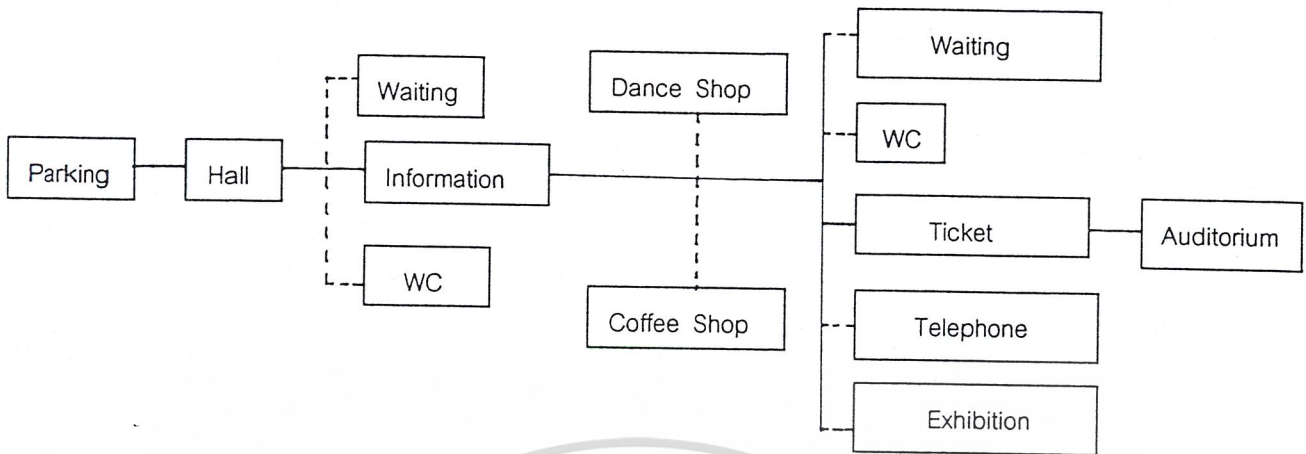 Parking
Hall
Waiting
Information
WC
Dance Shop
Coffee Shop
Waiting
WC
Ticket
Auditorium
Telephone
Exhibition